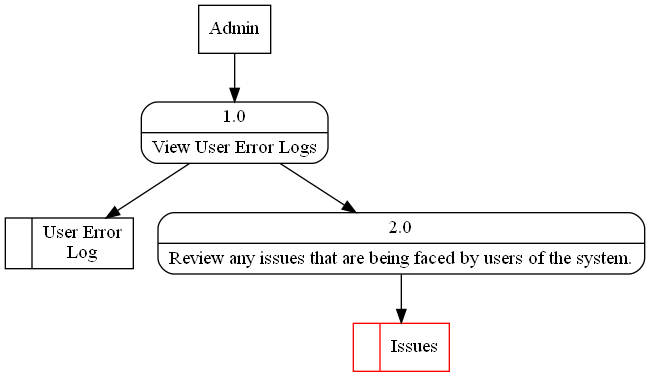 Admin
1.0
View User Error Logs
User Error
Log
2.0
Review any issues that are being faced by users of the system.
Issues